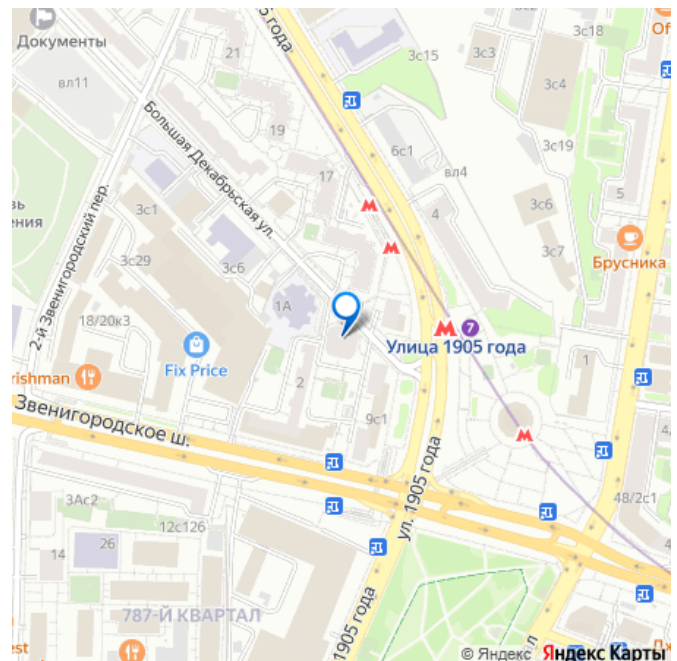 Документы
вл11
21
года
3с15
3с3
3с4
Of
Большая Декабрьская ул.
19
17
6с1
вл4
3с19
5
4
3с6
3с7
Брусника
вь
ения
3с1
3с29
3с6
1А
2-й Звенигородский пер.
18/20к3
Fix Price
7
Улица 1905 года
1
rishman
2
9с1
Звенигородское ш.
ул. 1905 года
48/2с1
3Ас2
12с126
14
26
787-Й КВАРТАЛ
1905 года
est
© Яндекс Яндекс Карты